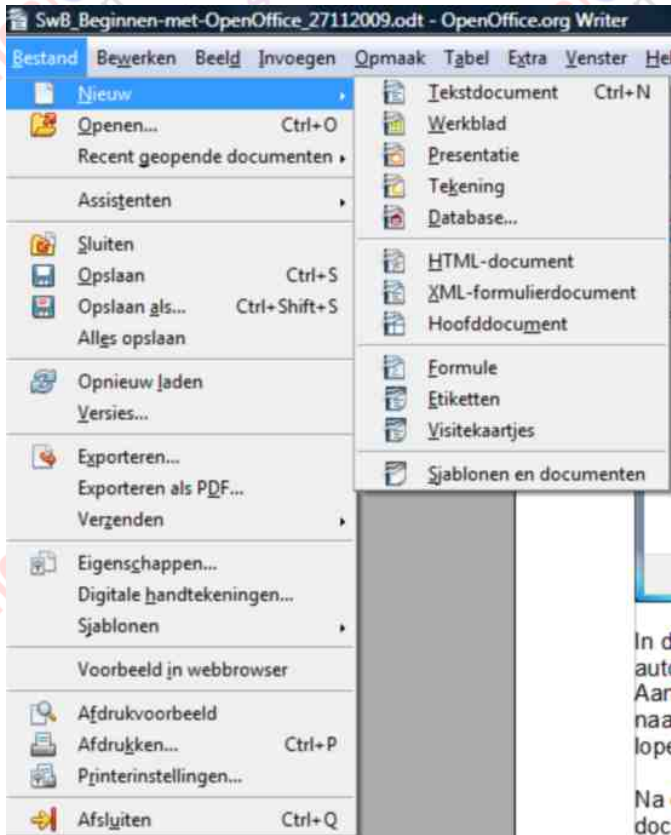 SwB_Beginnen-met-OpenOffice_27112009.odt - OpenOffice.org Writer
Bestand Bewerken Beeld Invoegen Opmaak Tabel Extra Venster
Nieuw
Openen... Ctrl+O
Recent geopende documenten
Assistenten
Sluiten
Opslaan Ctrl+S
Opslaan als... Ctrl+Shift+S
Alles opslaan
Opnieuw laden
Versies...
Exporteren...
Exporteren als PDF...
Verzenden
Eigenschappen...
Digitale handtekeningen...
Sjablonen
Voorbeeld in webbrowser
Afdrukvoorbeeld
Afdrukken... Ctrl+P
Printerinstellingen...
Afsluiten Ctrl+Q
Tekstdocument Ctrl+N
Werkblad
Presentatie
Tekening
Database...
HTML-document
XML-formulierdocument
Hoofddocument
Formule
Etiketten
Visitekaartjes
Sjablonen en documenten
In
Na